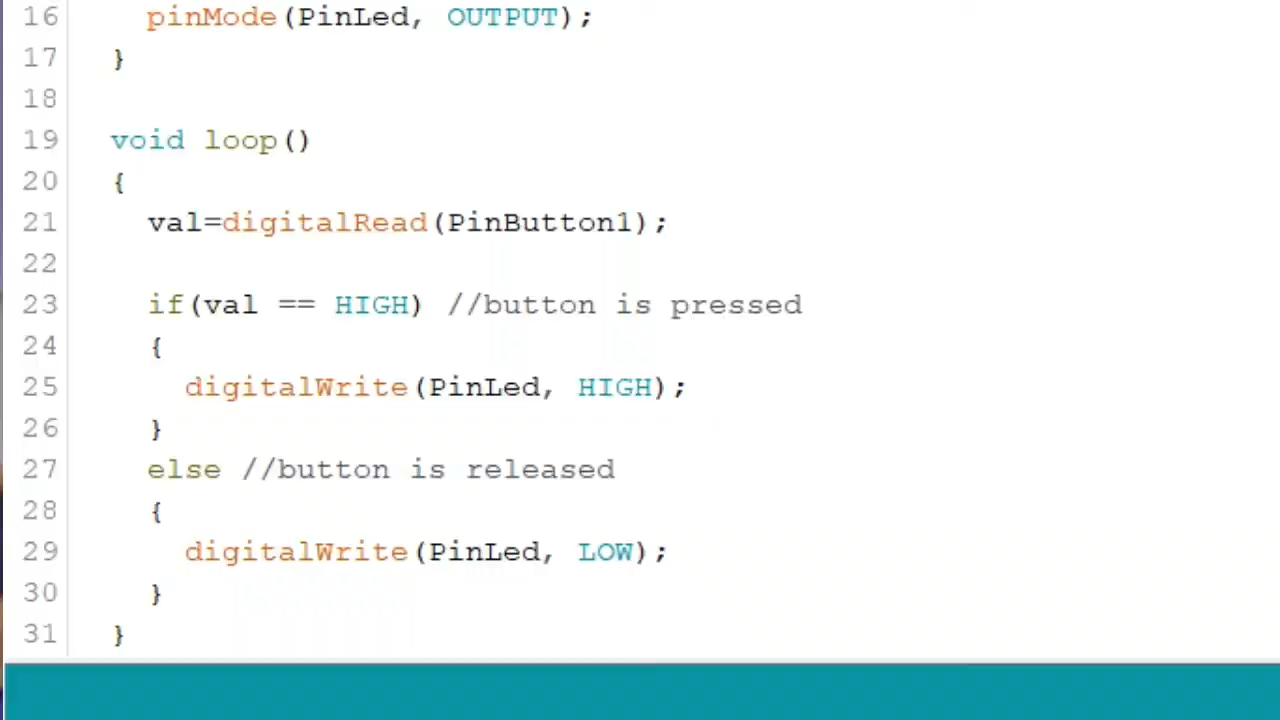 16 pinMode(PinLed, OUTPUT);
17 }
18
19 void loop()
20 {
21 val=digitalRead(PinButton1);
22
23 if(val == HIGH) //button is pressed
24 {
25 digitalWrite(PinLed, HIGH);
26 }
27 else //button is released
28 {
29 digitalWrite(PinLed, LOW);
30 }
31 }